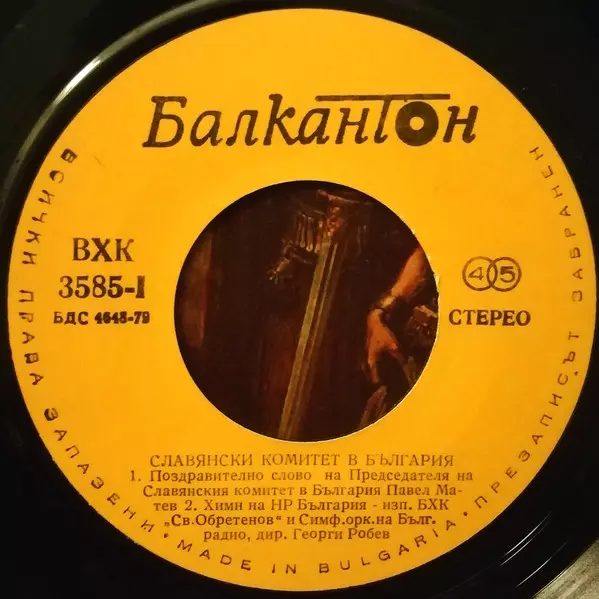 Балкантон
ВХК
3585-I
БДС 4648-79
45
СТЕРЕО
СЛАВЯНСКИ КОМИТЕТ В БЪЛГАРИЯ
1. Поздравително слово на Председателя на
Славянския комитет в България Павел Ма-
тев 2. Химн на НР България - изп. БХК
„Св.Обретенов и Симф.орк.на Бълг.
радио, дир. Георги Робев
ВСИЧКИ ПРАВА ЗАПАЗЕНИ • MADE IN BULGARIA • ПРЕЗАПИСЪТ ЗАБРАНЕН